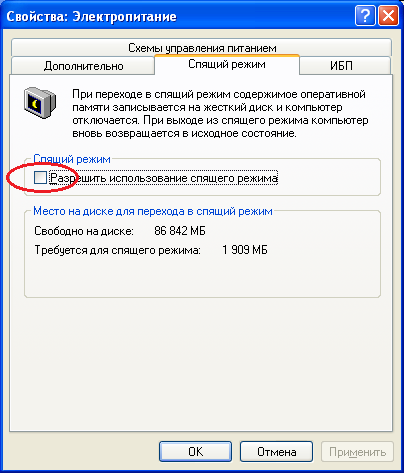 Свойства: Электропитание
Схемы управления питанием
Дополнительно Спящий режим ИБП
При переходе в спящий режим содержимое оперативной
памяти записывается на жесткий диск и компьютер
отключается. При выходе из спящего режима компьютер
вновь возвращается в исходное состояние.
Спящий режим
Разрешить использование спящего режима
Место на диске для перехода в спящий режим
Свободно на диске: 86 842 МБ
Требуется для спящего режима: 1 909 МБ
OK Отмена Применить